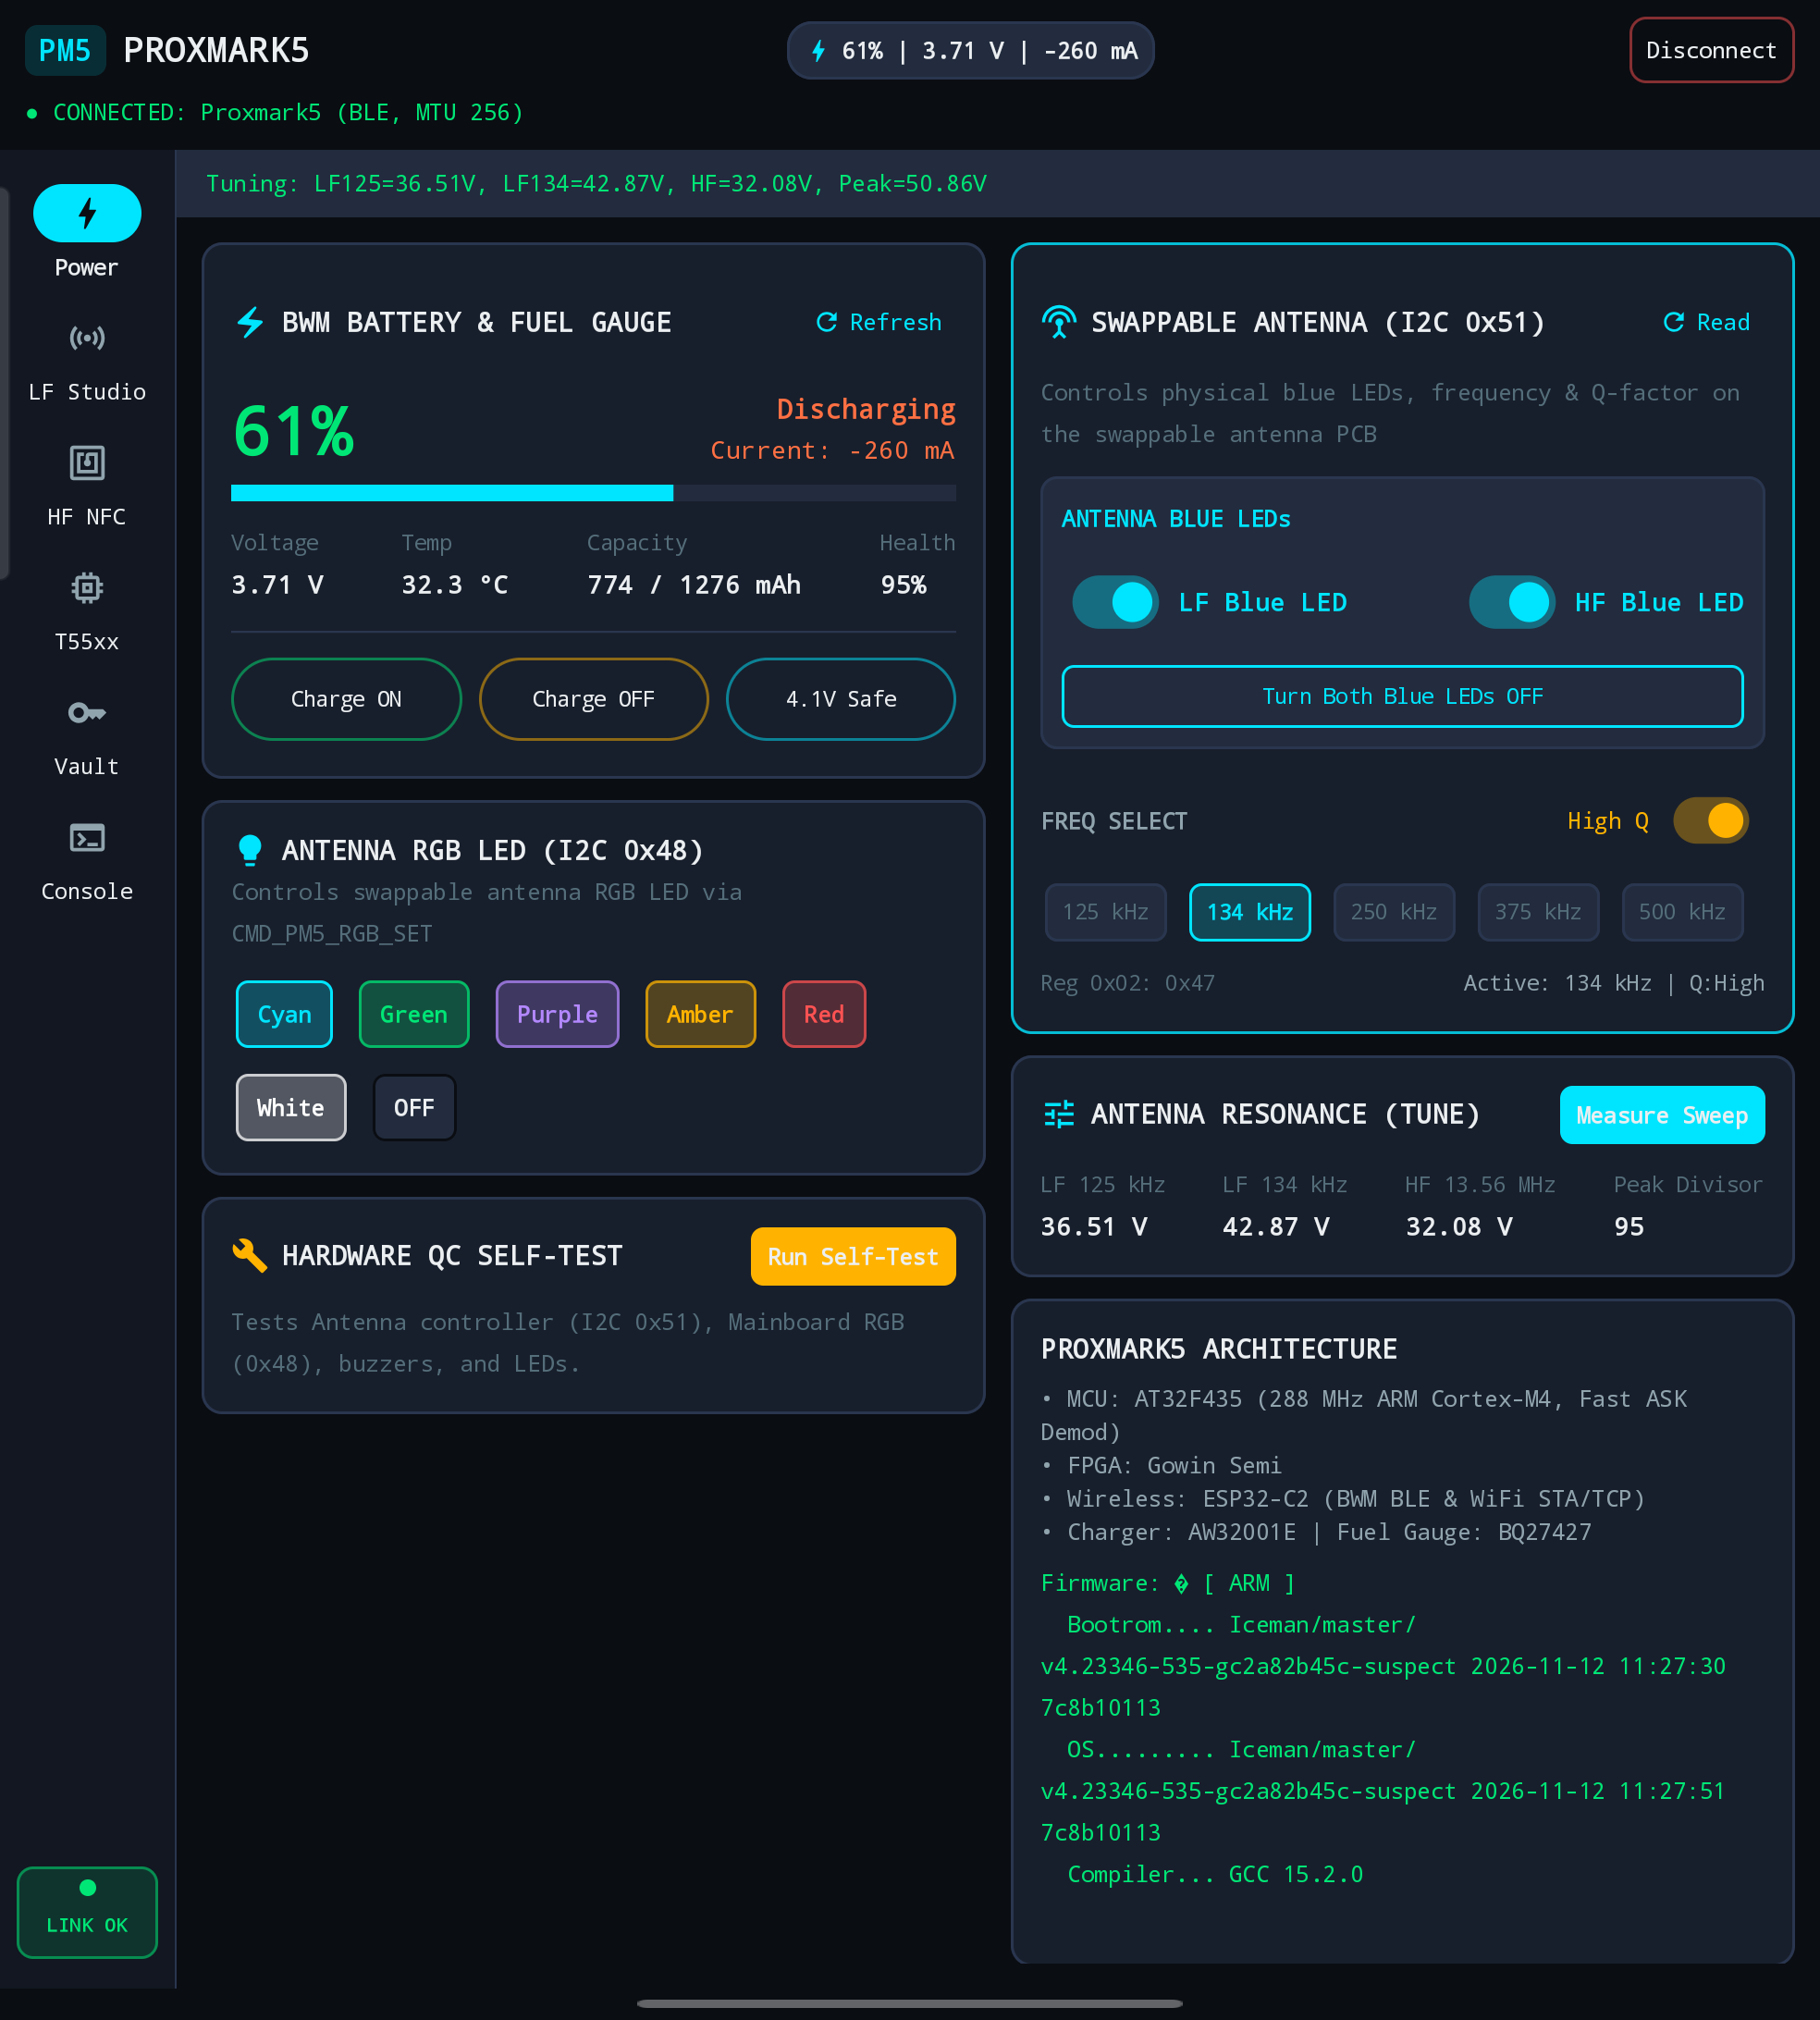 PM5 PROXMARK5
61% | 3.71 V | -260 mA
Disconnect
● CONNECTED: Proxmark5 (BLE, MTU 256)
Power
LF Studio
HF NFC
T55xx
Vault
Console
LINK OK
Tuning: LF125=36.51V, LF134=42.87V, HF=32.08V, Peak=50.86V
BWM BATTERY & FUEL GAUGE
Refresh
61%
Discharging
Current: -260 mA
Voltage Temp Capacity Health
3.71 V 32.3 °C 774 / 1276 mAh 95%
Charge ON Charge OFF 4.1V Safe
ANTENNA RGB LED (I2C 0x48)
Controls swappable antenna RGB LED via
CMD_PM5_RGB_SET
Cyan Green Purple Amber Red
White OFF
HARDWARE QC SELF-TEST
Run Self-Test
Tests Antenna controller (I2C 0x51), Mainboard RGB
(0x48), buzzers, and LEDs.
SWAPPABLE ANTENNA (I2C 0x51)
Read
Controls physical blue LEDs, frequency & Q-factor on
the swappable antenna PCB
ANTENNA BLUE LEDs
LF Blue LED HF Blue LED
Turn Both Blue LEDs OFF
FREQ SELECT High Q
125 kHz 134 kHz 250 kHz 375 kHz 500 kHz
Reg 0x02: 0x47 Active: 134 kHz | Q:High
ANTENNA RESONANCE (TUNE)
Measure Sweep
LF 125 kHz LF 134 kHz HF 13.56 MHz Peak Divisor
36.51 V 42.87 V 32.08 V 95
PROXMARK5 ARCHITECTURE
• MCU: AT32F435 (288 MHz ARM Cortex-M4, Fast ASK
Demod)
• FPGA: Gowin Semi
• Wireless: ESP32-C2 (BWM BLE & WiFi STA/TCP)
• Charger: AW32001E | Fuel Gauge: BQ27427
Firmware: � [ ARM ]
Bootrom.... Iceman/master/
v4.23346-535-gc2a82b45c-suspect 2026-11-12 11:27:30
7c8b10113
OS......... Iceman/master/
v4.23346-535-gc2a82b45c-suspect 2026-11-12 11:27:51
7c8b10113
Compiler... GCC 15.2.0